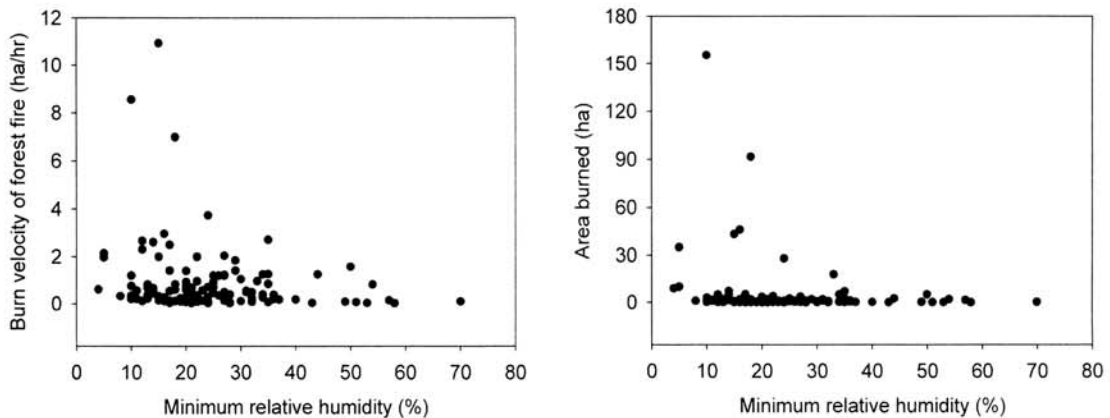 Burn velocity of forest fire (ha/hr)
12
10
8
6
4
2
0
0 10 20 30 40 50 60 70 80
Minimum relative humidity (%)
Area burned (ha)
180
150
120
90
60
30
0
0 10 20 30 40 50 60 70 80
Minimum relative humidity (%)